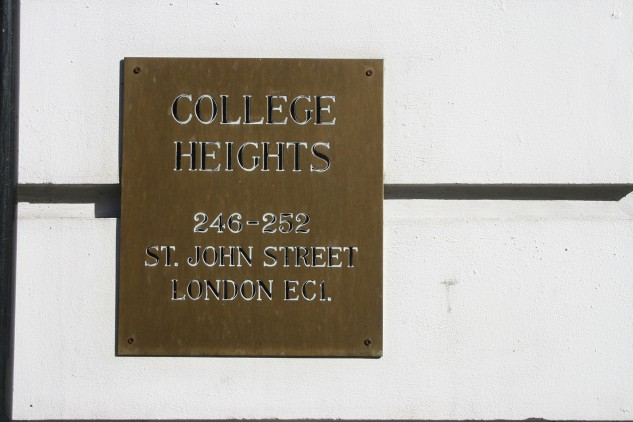 COLLEGE
HEIGHTS
246-252
ST. JOHN STREET
LONDON EC1.